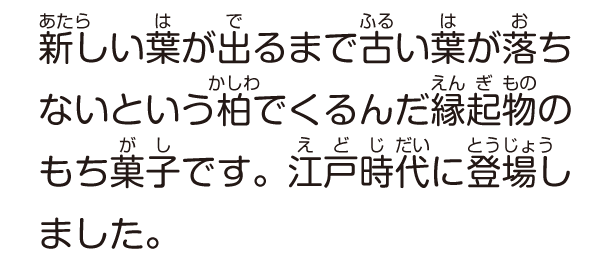 新しい葉が出るまで古い葉が落ち
ないという柏でくるんだ縁起物の
もち菓子です。江戸時代に登場し
ました。